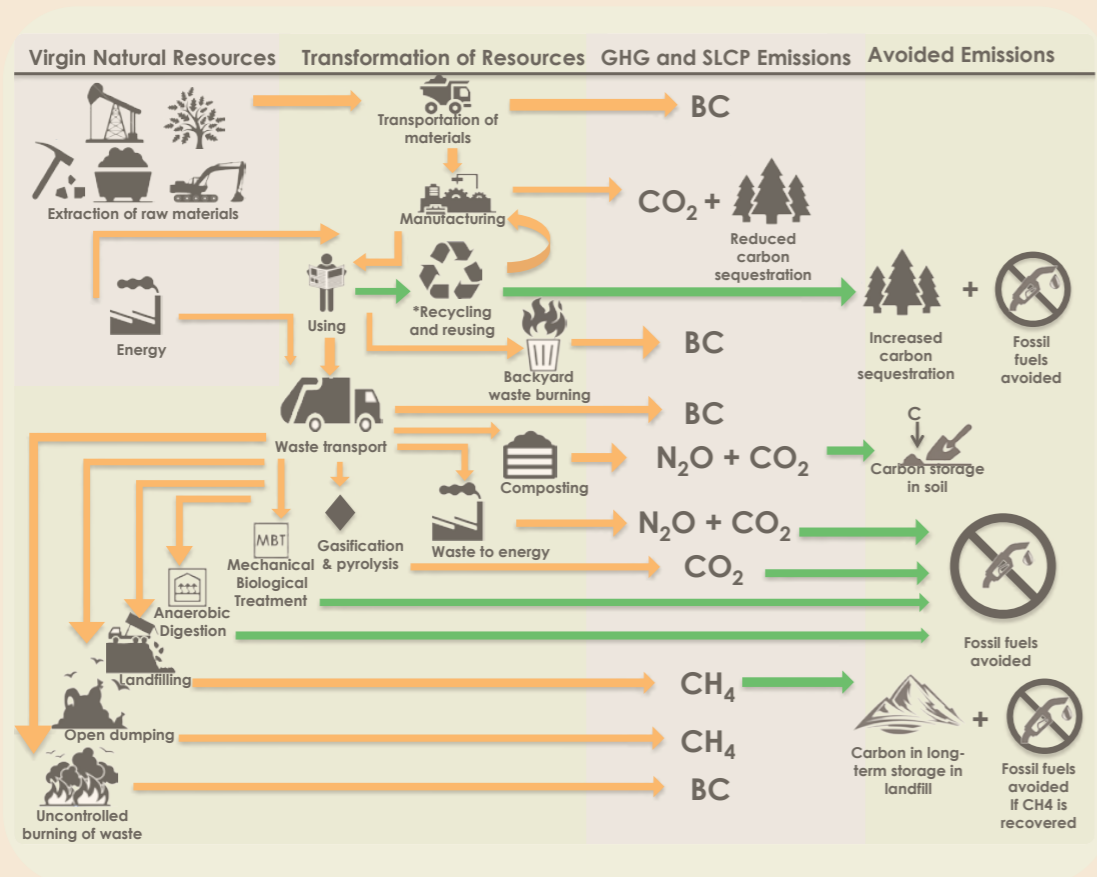 Virgin Natural Resources
Transformation of Resources
GHG and SLCP Emissions
Avoided Emissions
Transportation of
materials
BC
Extraction of raw materials
Manutacturing
CO₂ +
Reduced
carbon
sequestration
Energy
Using
*Recycling
and reusing
Increased
carbon
sequestration
+
Fossil
fuels
avoided
Backyard
waste burning
BC
Waste transport
BC
Composting
N₂O + CO₂
C
Carbon storage
in soil
MBT
Mechanical
Biological
Treatment
Gasification
& pyrolysis
Waste to energy
N₂O + CO₂
CO₂
Fossil fuels
avoided
Anaerobic
Digestion
Landfilling
CH₄
Carbon in long-
term storage in
landfill
+
Fossil fuels
avoided
If CH4 is
recovered
Open dumping
CH₄
Uncontrolled
burning of waste
BC